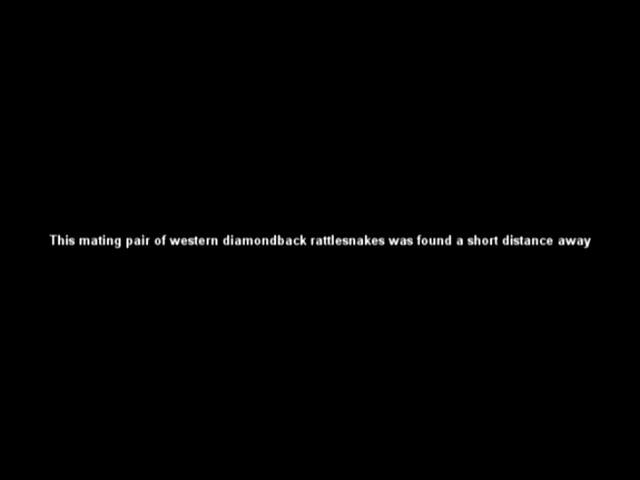 This mating pair of western diamondback rattlesnakes was found a short distance away